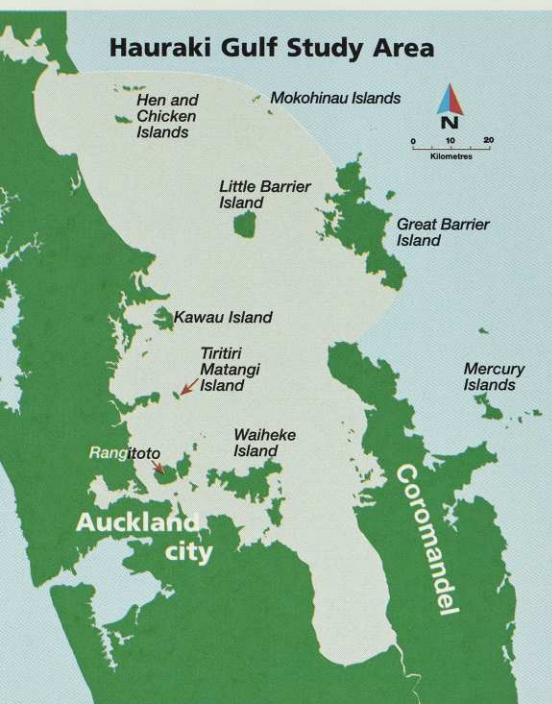 Hauraki Gulf Study Area
Hen and
Chicken
Islands
Mokohinau Islands
N
0 10 20
Kilometres
Little Barrier
Island
Great Barrier
Island
Kawau Island
Tiritiri
Matangi
Island
Mercury
Islands
Rangitoto
Waiheke
Island
Auckland
city
Coromandel